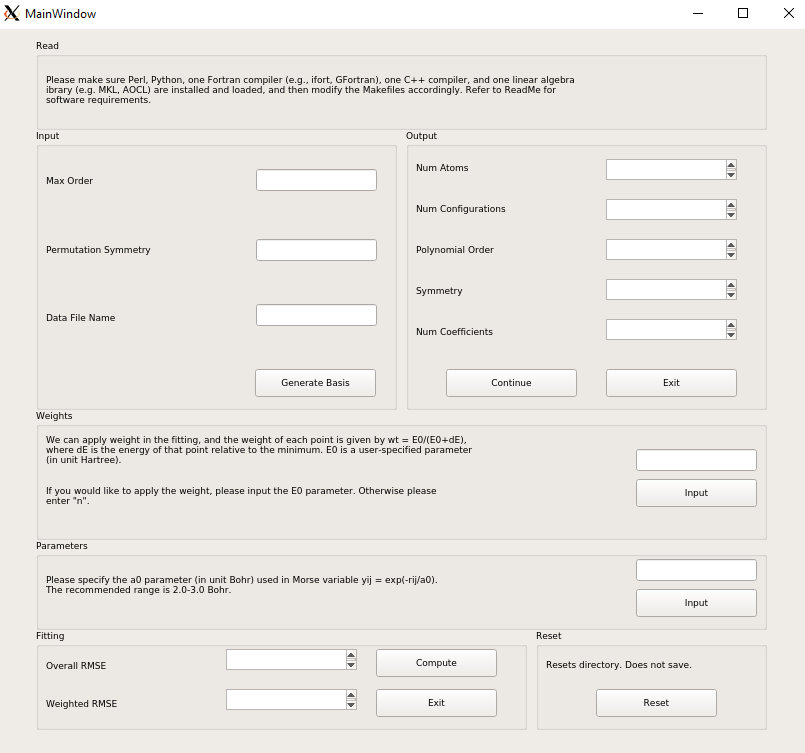 MainWindow
Read
Please make sure Perl, Python, one Fortran compiler (e.g., ifort, GFortran), one C++ compiler, and one linear algebra
ibrary (e.g. MKL, AOCL) are installed and loaded, and then modify the Makefiles accordingly. Refer to ReadMe for
software requirements.
Input
Max Order
Permutation Symmetry
Data File Name
Generate Basis
Output
Num Atoms
Num Configurations
Polynomial Order
Symmetry
Num Coefficients
Continue
Exit
Weights
We can apply weight in the fitting, and the weight of each point is given by wt = E0/(E0+dE),
where dE is the energy of that point relative to the minimum. E0 is a user-specified parameter
(in unit Hartree).
If you would like to apply the weight, please input the E0 parameter. Otherwise please
enter "n".
Input
Parameters
Please specify the a0 parameter (in unit Bohr) used in Morse variable yij = exp(-rij/a0).
The recommended range is 2.0-3.0 Bohr.
Input
Fitting
Overall RMSE
Compute
Weighted RMSE
Exit
Reset
Resets directory. Does not save.
Reset